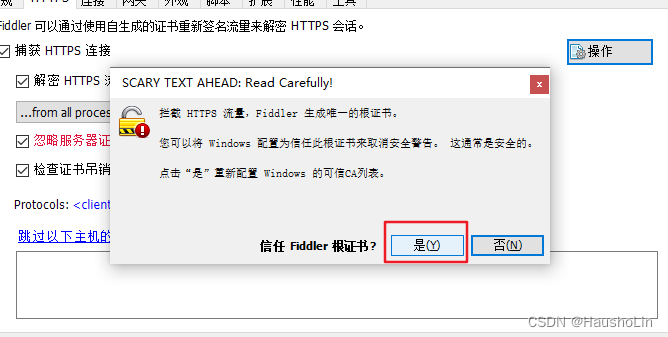 规 HTTPS 连接 网关 外观 脚本 扩展 性能 工具
Fiddler 可以通过使用自生成的证书重新签名流量来解密 HTTPS 会话。
捕获 HTTPS 连接
操作
解密 HTTPS 流
...from all proces
忽略服务器证
检查证书吊销
Protocols: <clien
跳过以下主机的
SCARY TEXT AHEAD: Read Carefully!
x
拦截 HTTPS 流量，Fiddler 生成唯一的根证书。
您可以将 Windows 配置为信任此根证书来取消安全警告。 这通常是安全的。
点击“是”重新配置 Windows 的可信CA列表。
信任 Fiddler 根证书？
是(Y)
否(N)
CSDN @HaushoLin